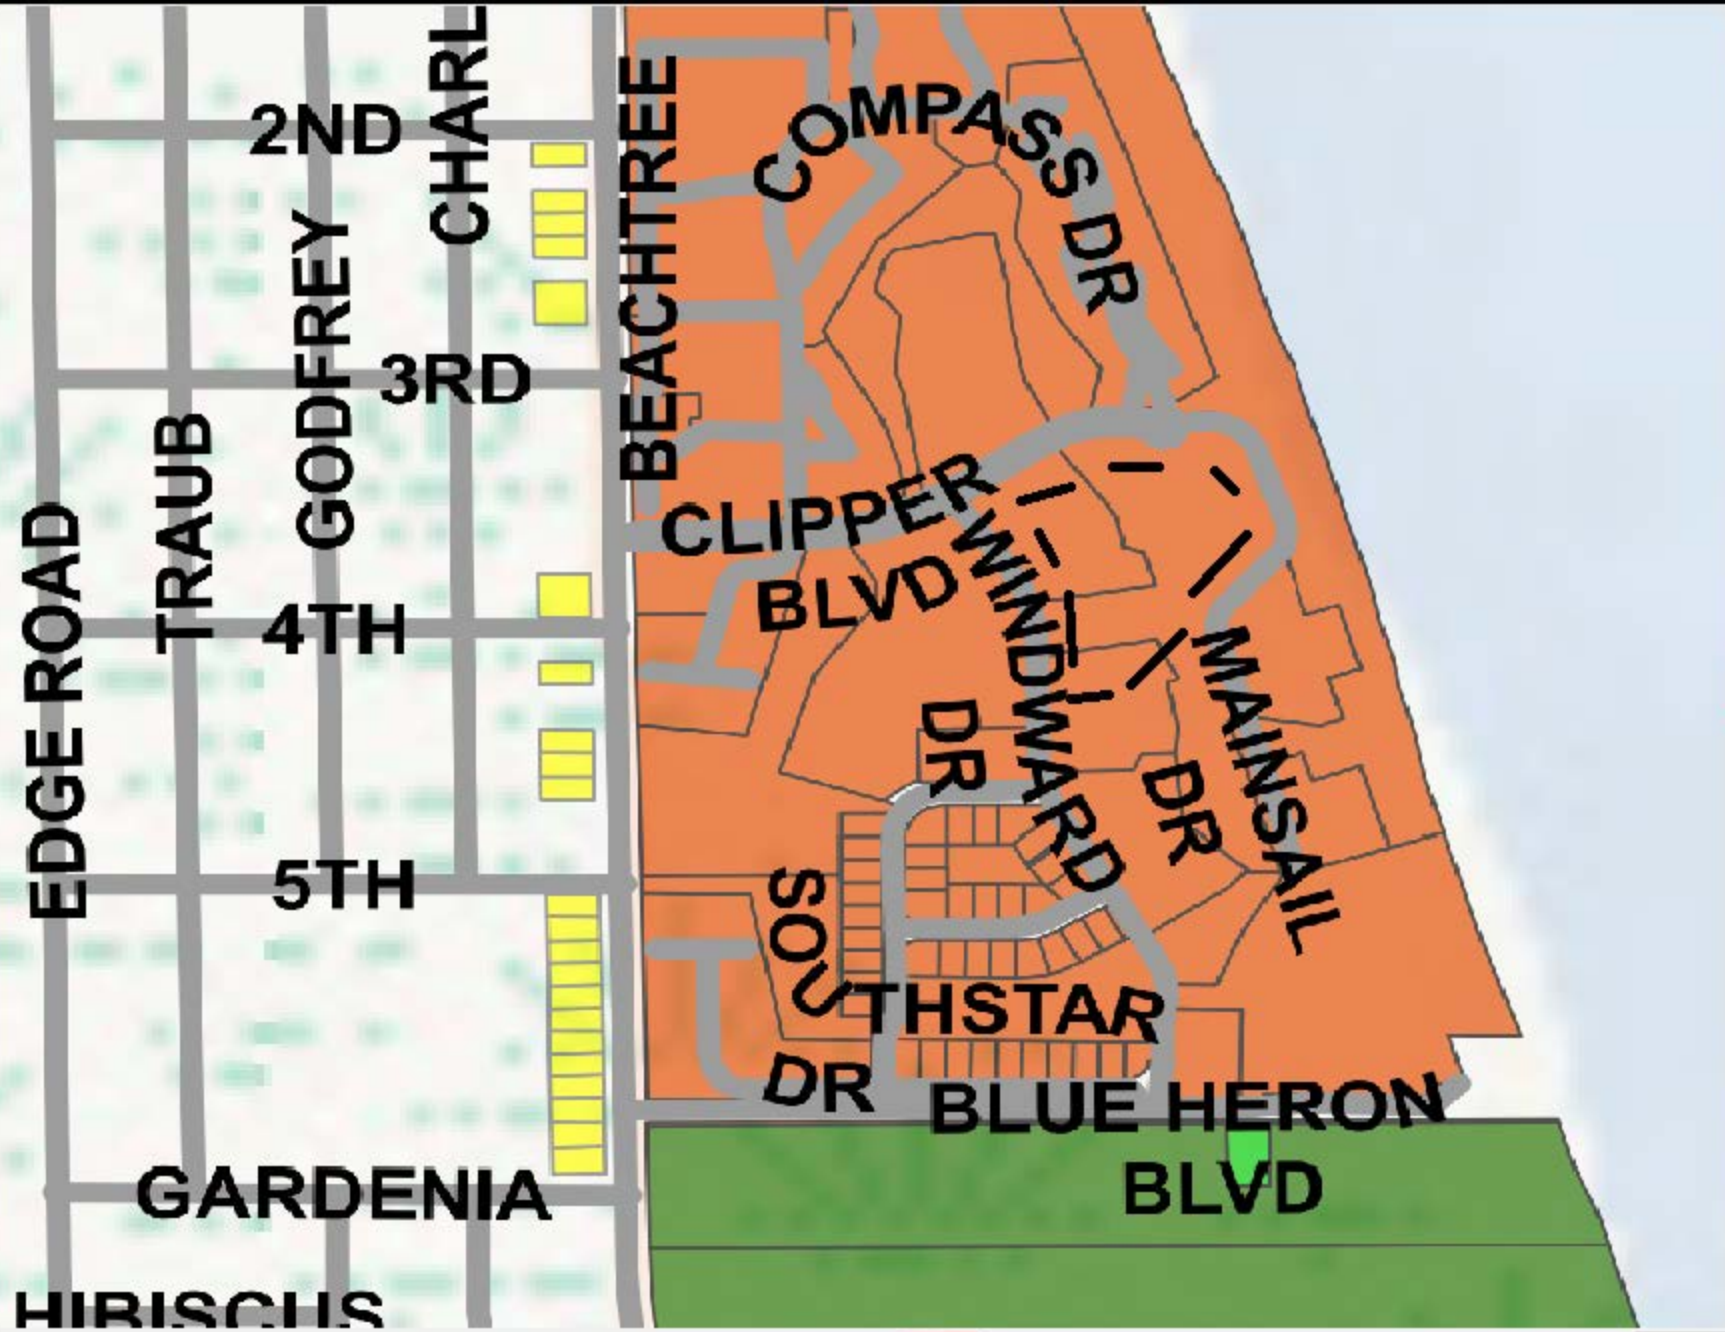 CHARL
2ND
BEACHTREE
COMPASS DR
GODFREY
3RD
TRAUB
EDGE ROAD
4TH
CLIPPER
BLVD
WINDWARD
DR
MAINSAIL
DR
5TH
SOUTHSTAR
DR
BLUE HERON
BLVD
GARDENIA
HIBISCUS